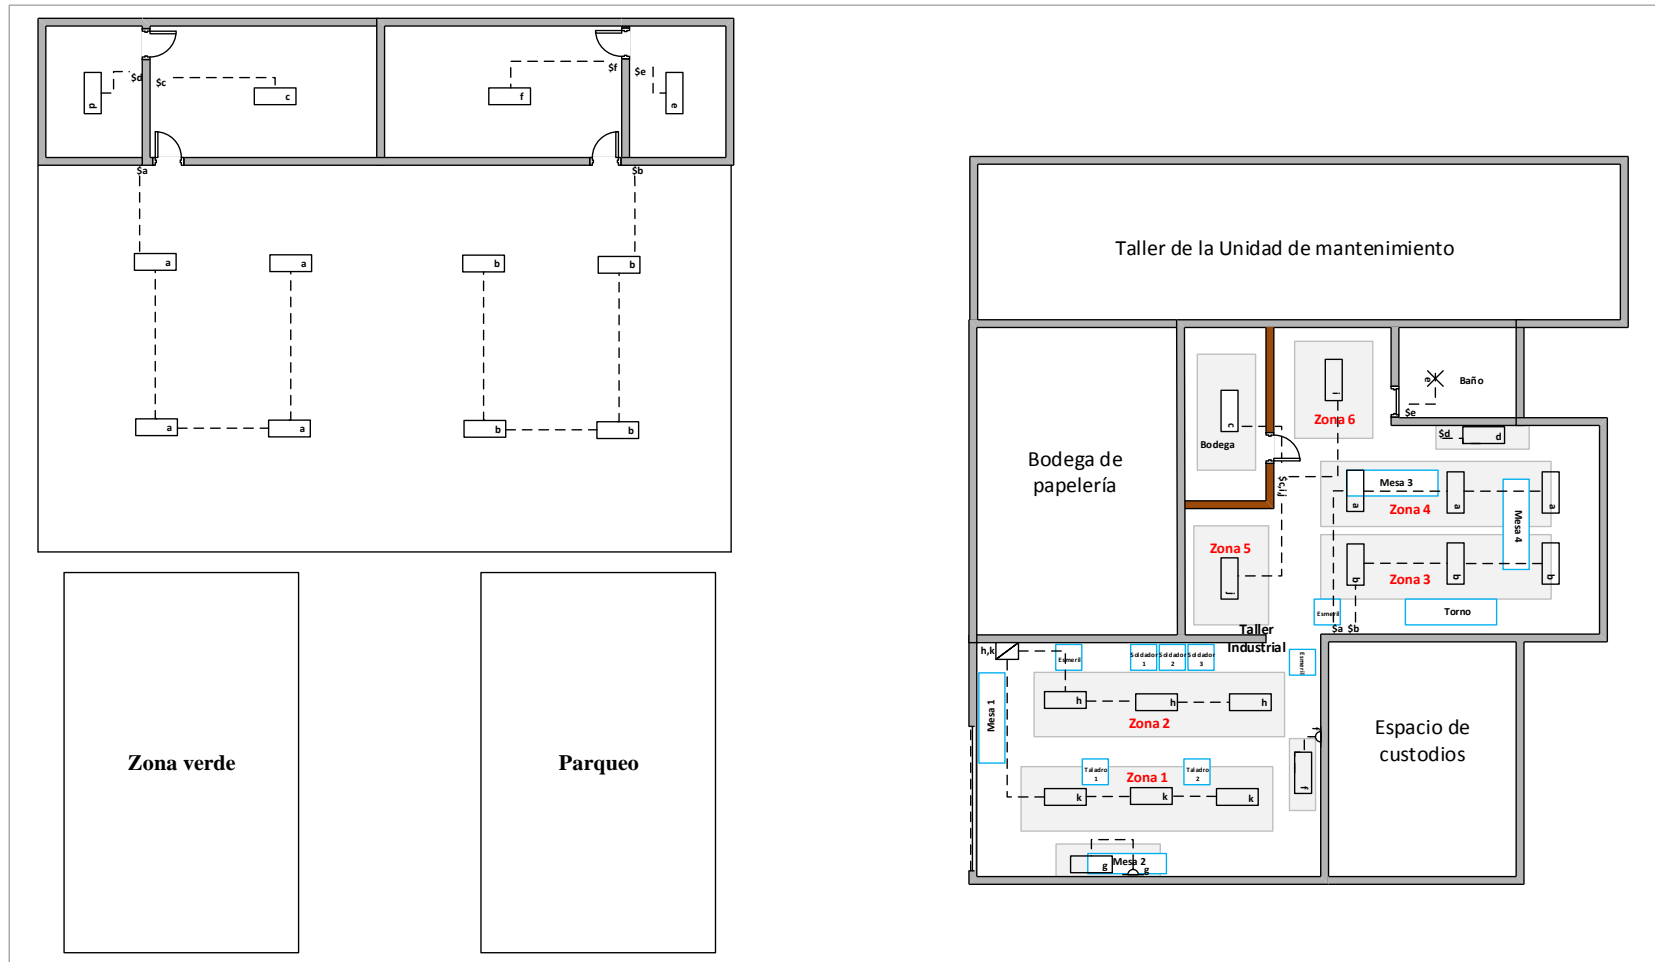 $d
$c
$f
$e
d
c
f
e
$a
$b
a
a
b
b
a
a
b
b
Zona verde
Parqueo
Taller de la Unidad de mantenimiento
Bodega de
papelería
c
Bodega
i
Zona 6
e
Baño
$e
$d
d
$c,i,j
Mesa 3
a
a
a
Zona 4
Mesa 4
Zona 5
j
b
b
b
Zona 3
Esmeril
Torno
$a
$b
Taller
Industrial
h,k
Esmeril
Soldador
1
Soldador
2
Soldador
3
Esmeril
Mesa 1
h
h
h
Zona 2
Espacio de
custodios
Taladro
1
Zona 1
Taladro
2
k
k
k
f
Mesa 2
g
g